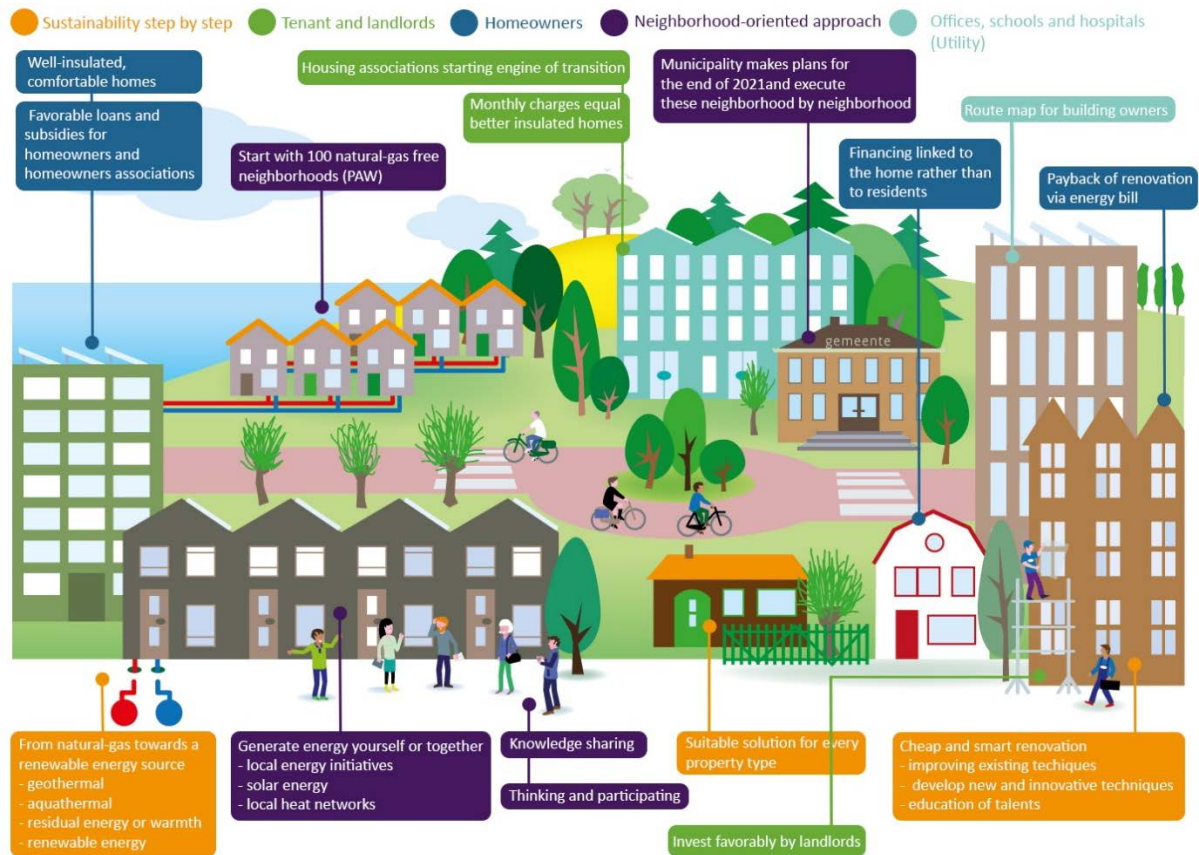 Sustainability step by step
Tenant and landlords
Homeowners
Neighborhood-oriented approach
Offices, schools and hospitals
(Utility)
Well-insulated,
comfortable homes
Favorable loans and
subsidies for
homeowners and
homeowners associations
Start with 100 natural-gas free
neighborhoods (PAW)
Housing associations starting engine of transition
Monthly charges equal
better insulated homes
Municipality makes plans for
the end of 2021and execute
these neighborhood by neighborhood
Financing linked to
the home rather than
to residents
Route map for building owners
Payback of renovation
via energy bill
gemeente
From natural-gas towards a
renewable energy source
- geothermal
- aquathermal
- residual energy or warmth
- renewable energy
Generate energy yourself or together
- local energy initiatives
- solar energy
- local heat networks
Knowledge sharing
Thinking and participating
Suitable solution for every
property type
Invest favorably by landlords
Cheap and smart renovation
- improving existing techiques
- develop new and innovative techniques
- education of talents